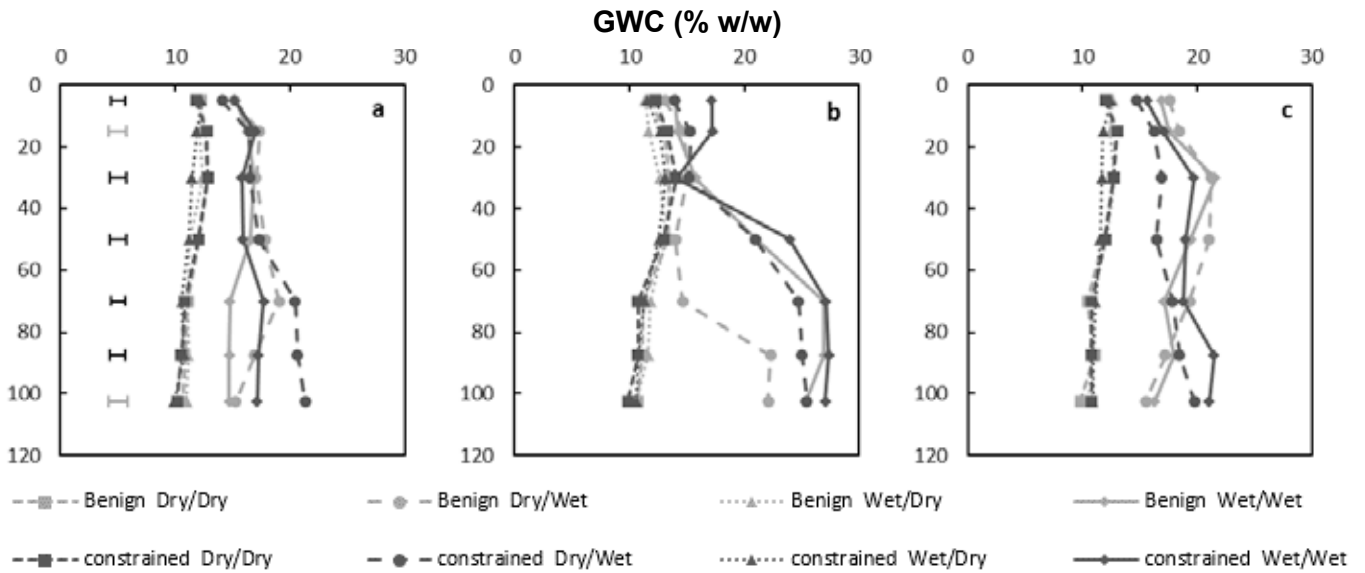 GWC (% w/w)
0 10 20 30 0 10 20 30 0 10 20 30
0 a 0 b 0 c
20 20 20
40 40 40
60 60 60
80 80 80
100 100 100
120 120 120
Benign Dry/Dry Benign Dry/Wet Benign Wet/Dry Benign Wet/Wet
constrained Dry/Dry constrained Dry/Wet constrained Wet/Dry constrained Wet/Wet